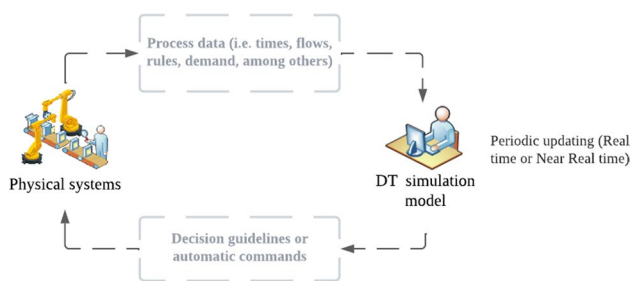 Process data (i.e. times, flows,
rules, demand, among others)
Physical systems
DT simulation
model
Periodic updating (Real
time or Near Real time)
Decision guidelines or
automatic commands